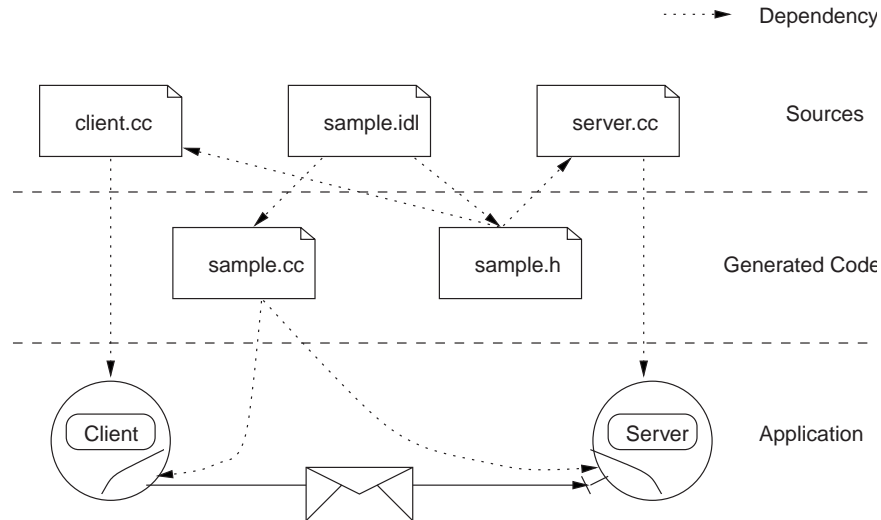 Dependency
client.cc
sample.idl
server.cc
Sources
sample.cc
sample.h
Generated Code
Client
Server
Application